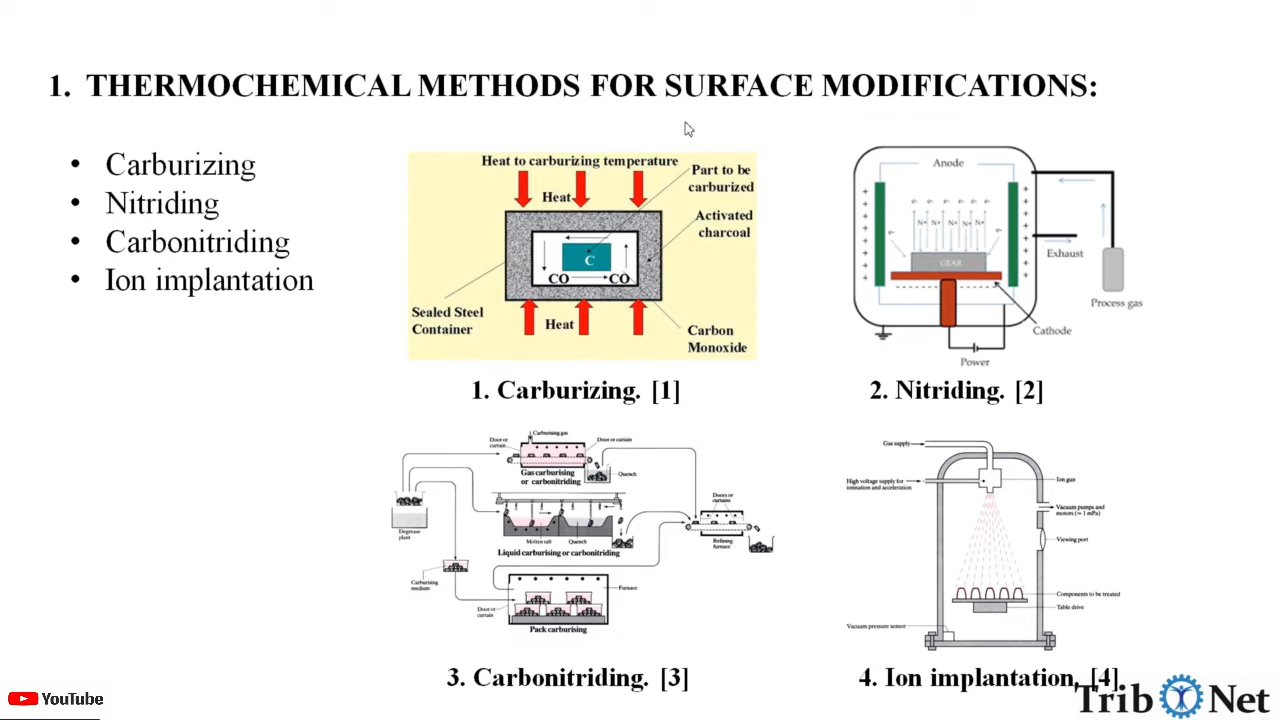 1. THERMOCHEMICAL METHODS FOR SURFACE MODIFICATIONS:
• Carburizing
• Nitriding
• Carbonitriding
• Ion implantation
Heat to carburizing temperature
Part to be
carburized
Heat
Activated
charcoal
C
CO
CO
Sealed Steel
Container
Heat
Carbon
Monoxide
1. Carburizing. [1]
Anode
e-
e-
e-
e-
e-
e-
N+
N+
N+
N+
N+
e-
e-
GEAR
Exhaust
Process gas
Cathode
Power
2. Nitriding. [2]
Carburising gas
Door or
curtain
Door or curtain
Gas carburising
or carbonitriding
Quench
Degrease
plant
Molten salt
Quench
Liquid carburising or carbonitriding
Doors or
curtains
Refining
furnace
Carburising
medium
Furnace
Door or
curtain
Pack carburising
3. Carbonitriding. [3]
Gas supply
High voltage supply for
ionisation and acceleration
Ion gun
Vacuum pumps and
motors (≈ 1 mPa)
Viewing port
Components to be treated
Table drive
Vacuum pressure sensor
4. Ion implantation. [4]
YouTube
Trib Net